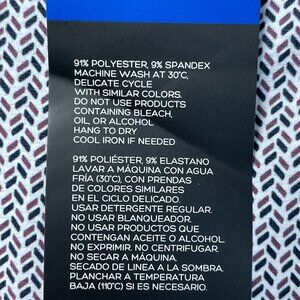 91% POLYESTER, 9% SPANDEX
MACHINE WASH AT 30°C,
DELICATE CYCLE
WITH SIMILAR COLORS.
DO NOT USE PRODUCTS
CONTAINING BLEACH,
OIL, OR ALCOHOL
HANG TO DRY
COOL IRON IF NEEDED
91% POLIÉSTER, 9% ELASTANO
LAVAR A MÁQUINA CON AGUA
FRÍA (30°C), CON PRENDAS
DE COLORES SIMILARES
EN EL CICLO DELICADO.
USAR DETERGENTE REGULAR.
NO USAR BLANQUEADOR.
NO USAR PRODUCTOS QUE
CONTENGAN ACEITE O ALCOHOL.
NO EXPRIMIR NO CENTRIFUGAR.
NO SECAR A MÁQUINA.
SECADO DE LINEA A LA SOMBRA.
PLANCHAR A TEMPERATURA
BAJA (110°C) SI ES NECESARIO.